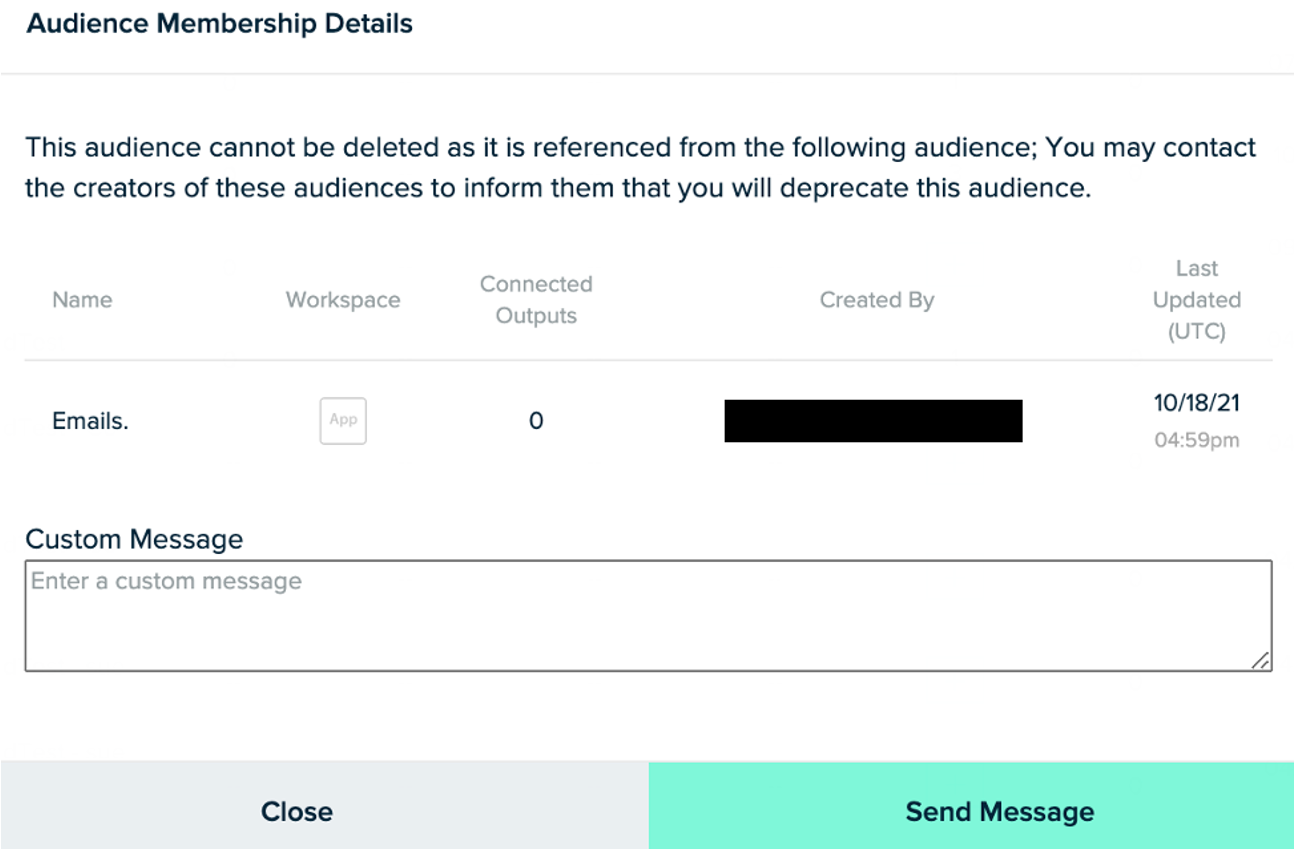 Audience Membership Details
This audience cannot be deleted as it is referenced from the following audience; You may contact
the creators of these audiences to inform them that you will deprecate this audience.
Name
Workspace
Connected
Outputs
Created By
Last
Updated
(UTC)
Emails.
App
0
10/18/21
04:59pm
Custom Message
Enter a custom message
Close
Send Message